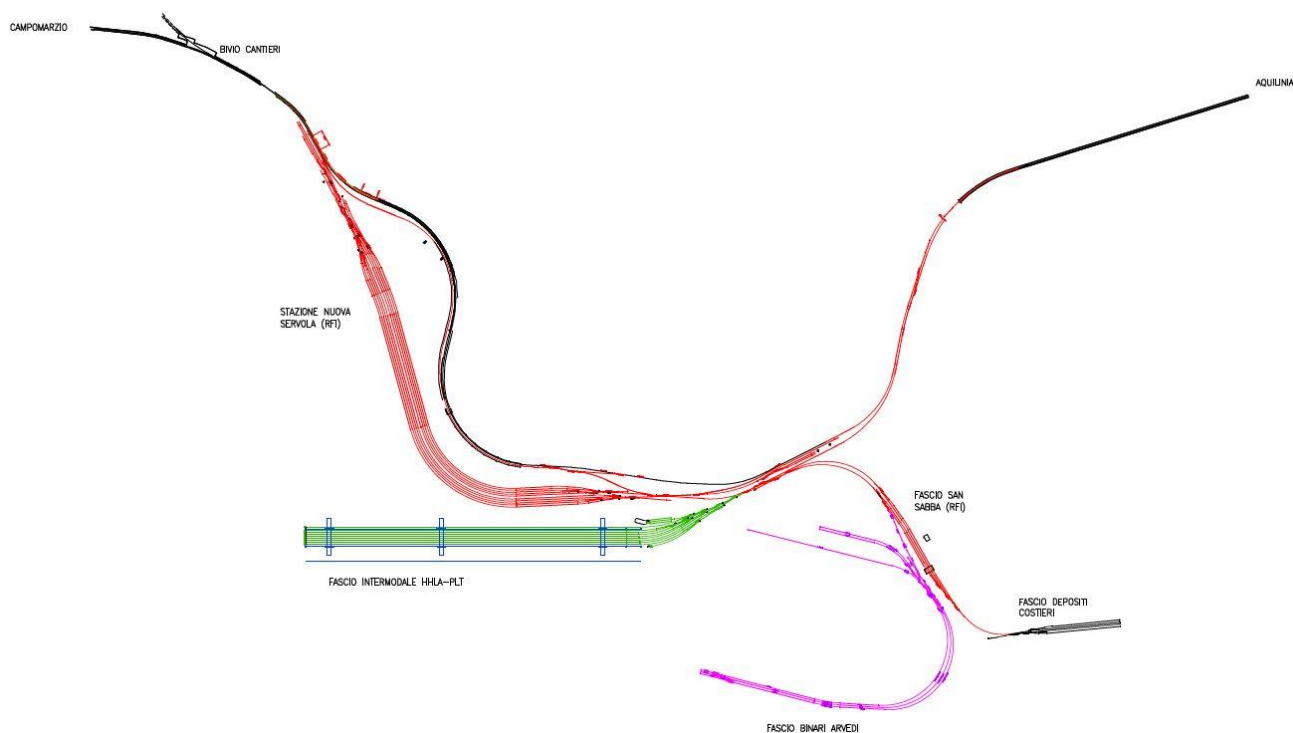 CAMPOMARZIO
BIVIO CANTIERI
AQUILINIA
STAZIONE NUOVA
SERVOLA (RFI)
FASCIO SAN
SABBA (RFI)
FASCIO INTERMODALE HHLA-PLT
FASCIO DEPOSITI
COSTIERI
FASCIO BINARI ARVEDI